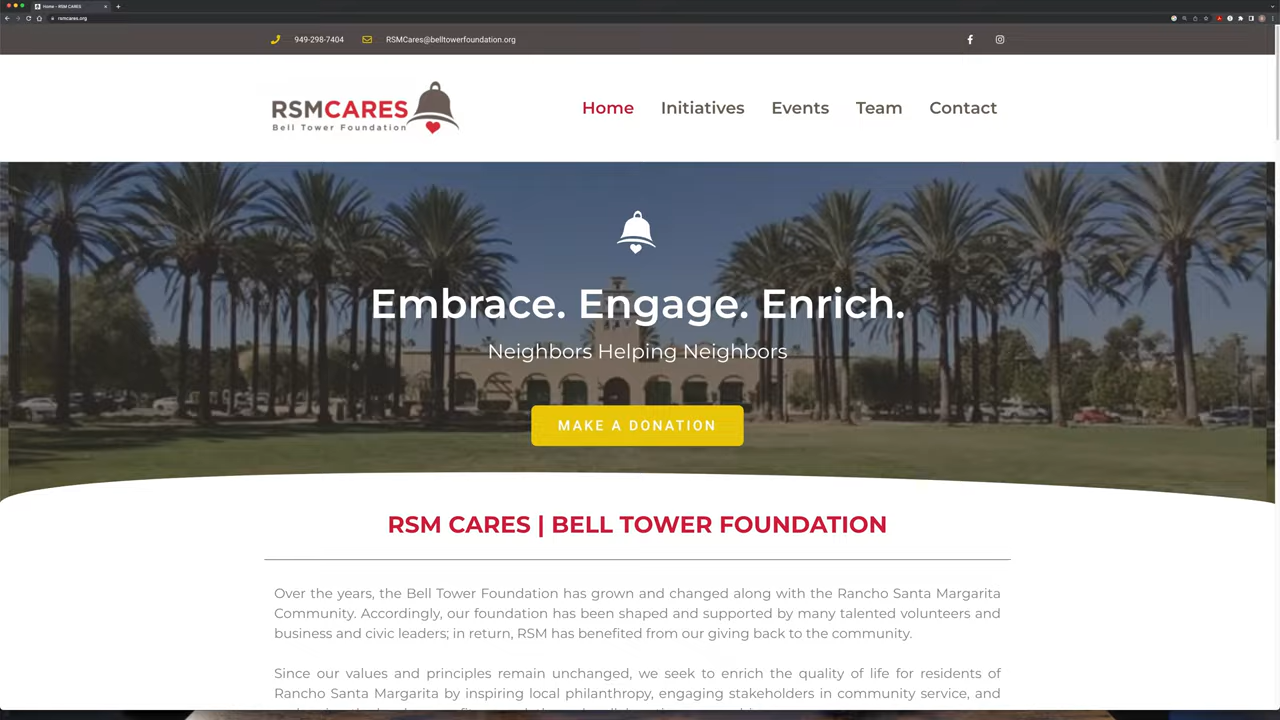 Home - RSM CARES
rsmcares.org
949-298-7404
RSMCares@belltowerfoundation.org
RSMCARES
Bell Tower Foundation
Home
Initiatives
Events
Team
Contact
Embrace. Engage. Enrich.
Neighbors Helping Neighbors
MAKE A DONATION
RSM CARES | BELL TOWER FOUNDATION
Over the years, the Bell Tower Foundation has grown and changed along with the Rancho Santa Margarita
Community. Accordingly, our foundation has been shaped and supported by many talented volunteers and
business and civic leaders; in return, RSM has benefited from our giving back to the community.
Since our values and principles remain unchanged, we seek to enrich the quality of life for residents of
Rancho Santa Margarita by inspiring local philanthropy, engaging stakeholders in community service, and